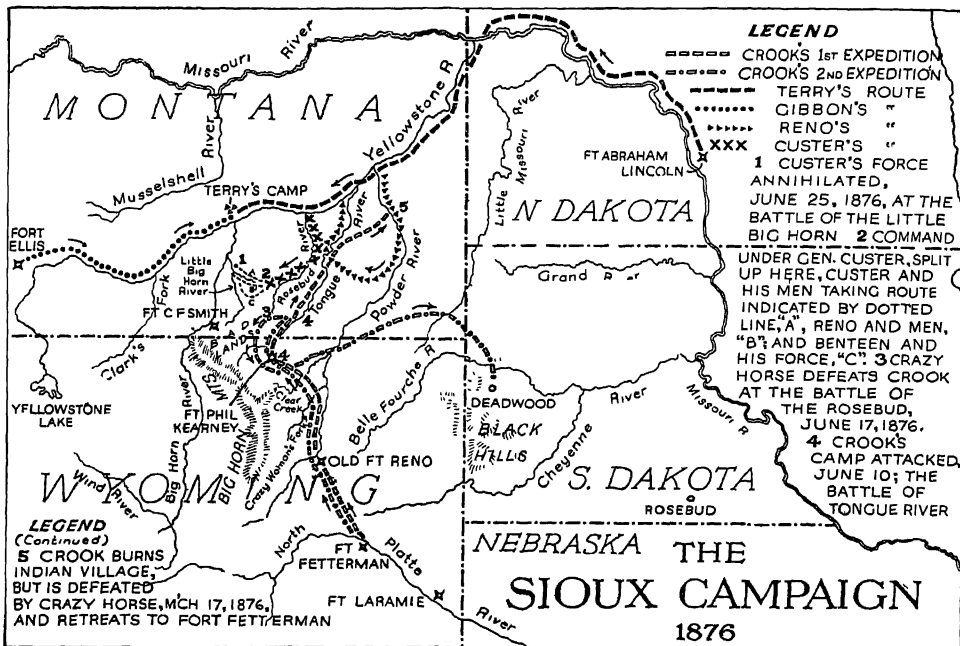 LEGEND
CROOK'S 1ST EXPEDITION
CROOK'S 2ND EXPEDITION
TERRY'S ROUTE
GIBBON'S "
RENO'S "
CUSTER'S "
1 CUSTER'S FORCE
ANNIHILATED,
JUNE 25, 1876, AT THE
BATTLE OF THE LITTLE
BIG HORN 2 COMMAND
UNDER GEN. CUSTER, SPLIT
UP HERE, CUSTER AND
HIS MEN TAKING ROUTE
INDICATED BY DOTTED
LINE, "A", RENO AND MEN,
"B"; AND BENTEEN AND
HIS FORCE, "C". 3 CRAZY
HORSE DEFEATS CROOK
AT THE BATTLE OF
THE ROSEBUD,
JUNE 17, 1876.
4 CROOK'S
CAMP ATTACKED,
JUNE 10; THE
BATTLE OF
TONGUE RIVER
LEGEND
(Continued)
5 CROOK BURNS
INDIAN VILLAGE,
BUT IS DEFEATED
BY CRAZY HORSE, M'CH 17, 1876,
AND RETREATS TO FORT FETTERMAN
Missouri River
MONTANA
Yellowstone R
Musselshell River
TERRY'S CAMP
FORT
ELLIS
Little
Big
Horn
River
1
2
Rosebud River
Tongue River
5
Powder River
3
4
4
FT C F SMITH
Clark's Fork
YELLOWSTONE
LAKE
FT PHIL
KEARNEY
Clear
Creek
BIG HORN MTS
Big Horn River
Crazy Woman's Fork
Belle Fourche R
OLD FT RENO
WYOMING
Wind River
North Platte River
FT
FETTERMAN
FT LARAMIE
Little Missouri River
FT ABRAHAM
LINCOLN
N DAKOTA
Grand River
DEADWOOD
BLACK
HILLS
Cheyenne River
Missouri R
S. DAKOTA
ROSEBUD
NEBRASKA
THE
SIOUX CAMPAIGN
1876